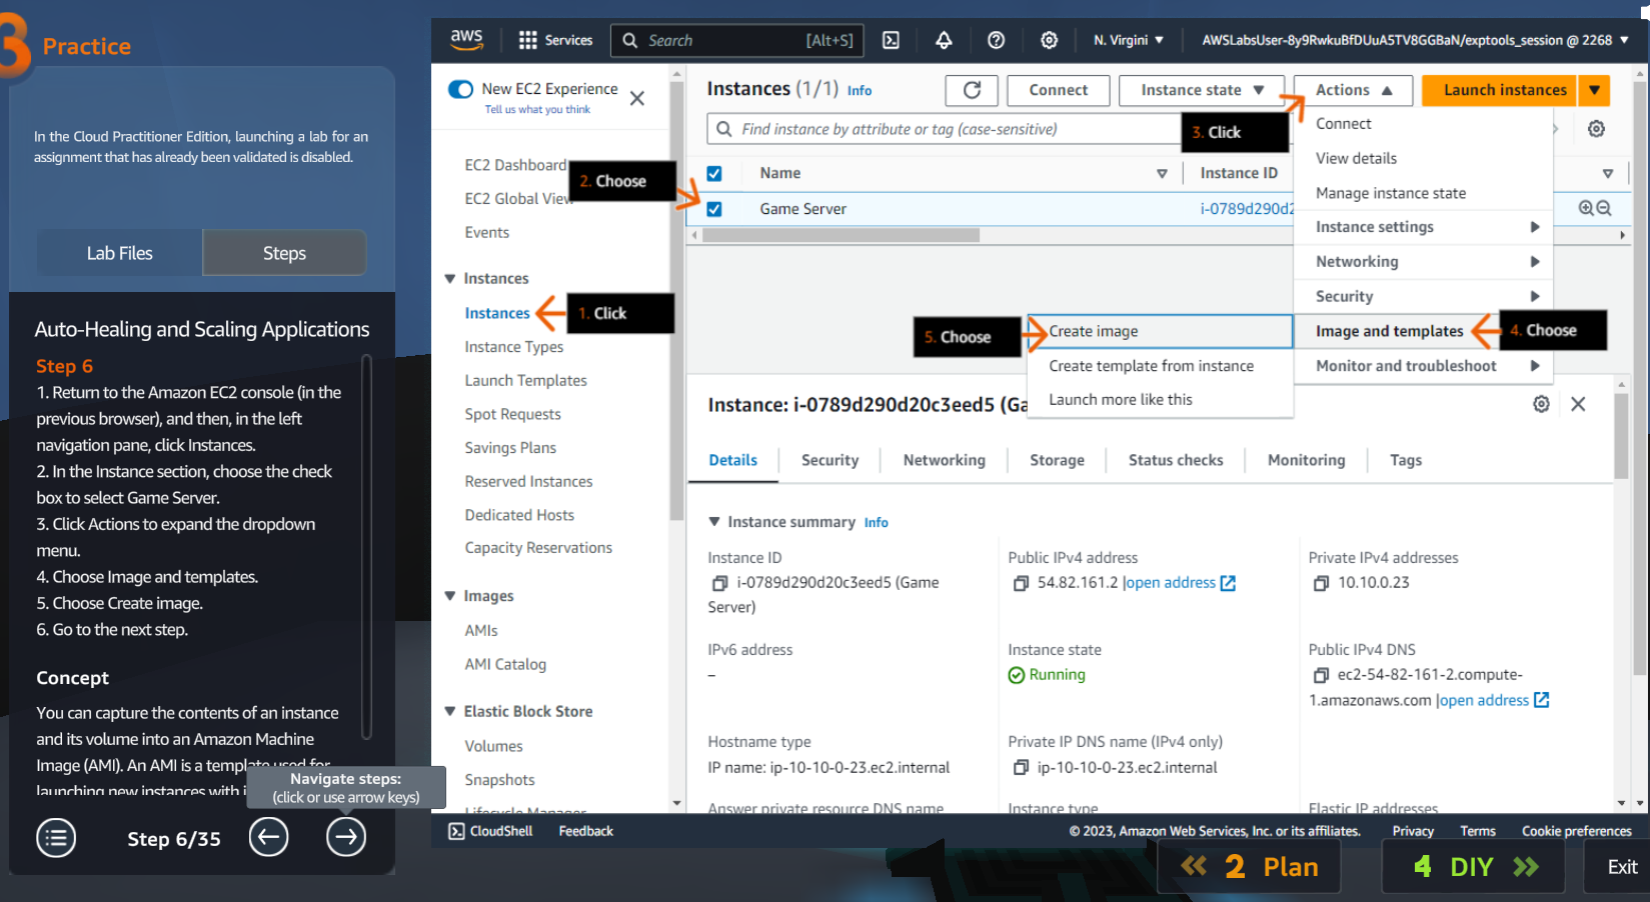 3 Practice
In the Cloud Practitioner Edition, launching a lab for an
assignment that has already been validated is disabled.
Lab Files
Steps
Auto-Healing and Scaling Applications
Step 6
1. Return to the Amazon EC2 console (in the
previous browser), and then, in the left
navigation pane, click Instances.
2. In the Instance section, choose the check
box to select Game Server.
3. Click Actions to expand the dropdown
menu.
4. Choose Image and templates.
5. Choose Create image.
6. Go to the next step.
Concept
You can capture the contents of an instance
and its volume into an Amazon Machine
Image (AMI). An AMI is a template used for
launching new instances with
Navigate steps:
(click or use arrow keys)
Step 6/35
aws
Services
Search
[Alt+S]
N. Virgini
AWSLabsUser-8y9RwkuBfDUuA5TV8GGBaN/exptools_session @ 2268
New EC2 Experience
Tell us what you think
EC2 Dashboard
EC2 Global View
Events
Instances
Instances
1. Click
Instance Types
Launch Templates
Spot Requests
Savings Plans
Reserved Instances
Dedicated Hosts
Capacity Reservations
Images
AMIs
AMI Catalog
Elastic Block Store
Volumes
Snapshots
Lifecycle Manager
Instances (1/1) Info
Connect
Instance state
Actions
Launch instances
Find instance by attribute or tag (case-sensitive)
3. Click
2. Choose
Name
Instance ID
Game Server
i-0789d290d2
Connect
View details
Manage instance state
Instance settings
Networking
Security
Image and templates
4. Choose
Monitor and troubleshoot
5. Choose
Create image
Create template from instance
Launch more like this
Instance: i-0789d290d20c3eed5 (Ga
Details
Security
Networking
Storage
Status checks
Monitoring
Tags
Instance summary Info
Instance ID
i-0789d290d20c3eed5 (Game
Server)
Public IPv4 address
54.82.161.2 |open address
Private IPv4 addresses
10.10.0.23
IPv6 address
–
Instance state
Running
Public IPv4 DNS
ec2-54-82-161-2.compute-
1.amazonaws.com |open address
Hostname type
IP name: ip-10-10-0-23.ec2.internal
Private IP DNS name (IPv4 only)
ip-10-10-0-23.ec2.internal
Answer private resource DNS name
Instance type
Elastic IP addresses
CloudShell
Feedback
© 2023, Amazon Web Services, Inc. or its affiliates.
Privacy
Terms
Cookie preferences
2 Plan
4 DIY
Exit